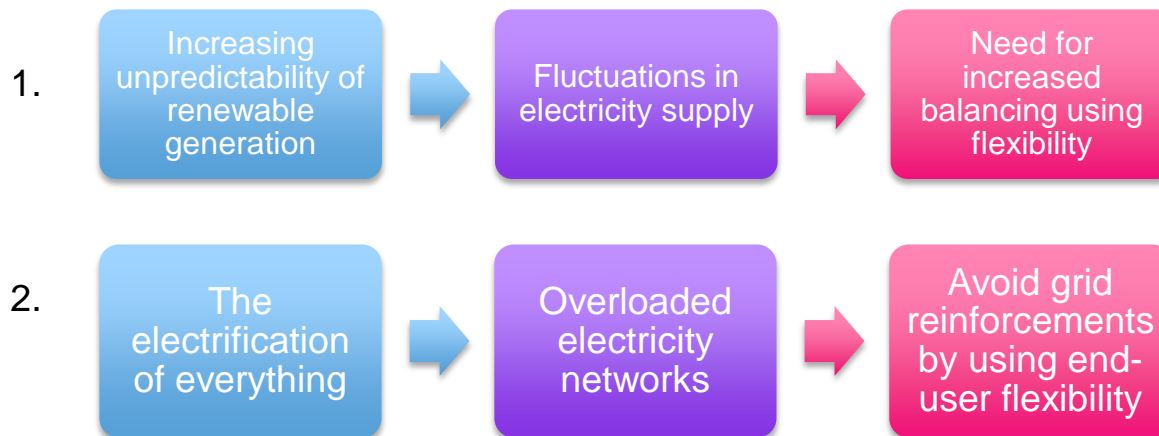 1.
Increasing
unpredictability of
renewable
generation
Fluctuations in
electricity supply
Need for
increased
balancing using
flexibility
2.
The
electrification
of everything
Overloaded
electricity
networks
Avoid grid
reinforcements
by using end-
user flexibility